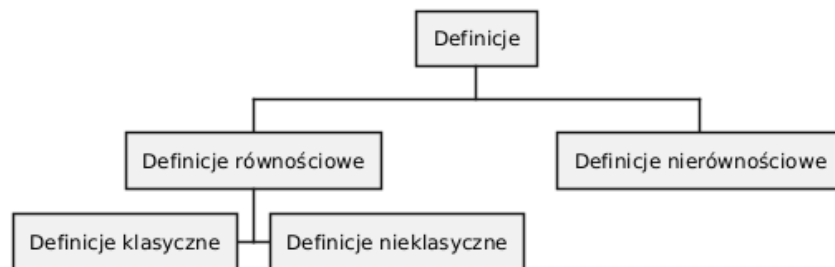 Definicje
Definicje równościowe
Definicje nierównościowe
Definicje klasyczne
Definicje nieklasyczne